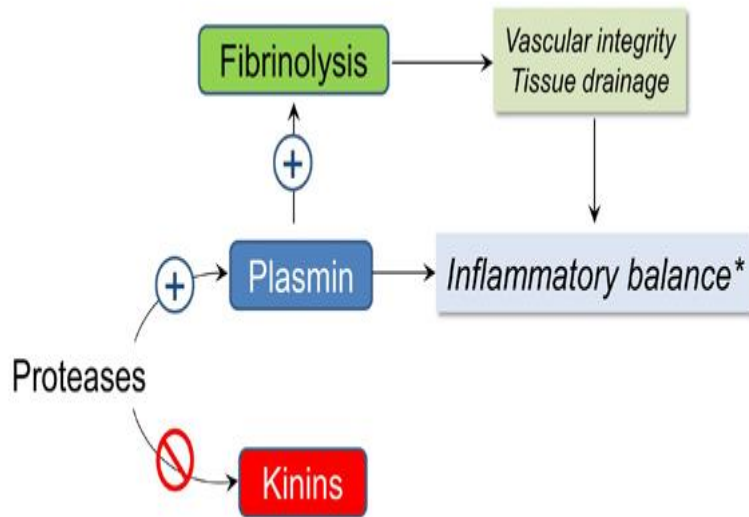 Fibrinolysis
Vascular integrity
Tissue drainage
+
Plasmin
Inflammatory balance*
+
Proteases
Kinins